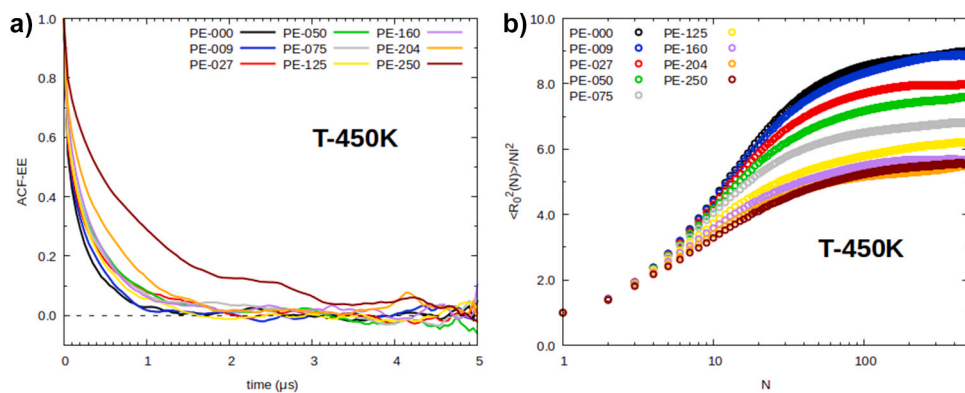 a)
PE-000 PE-050 PE-160
PE-009 PE-075 PE-204
PE-027 PE-125 PE-250
T-450K
ACF-EE
1.0
0.8
0.6
0.4
0.2
0.0
0 1 2 3 4 5
time (µs)
b)
PE-000 PE-125
PE-009 PE-160
PE-027 PE-204
PE-050 PE-250
PE-075
T-450K
<R₀²(N)>/Nl²
10.0
8.0
6.0
4.0
2.0
0.0
1 10 100
N